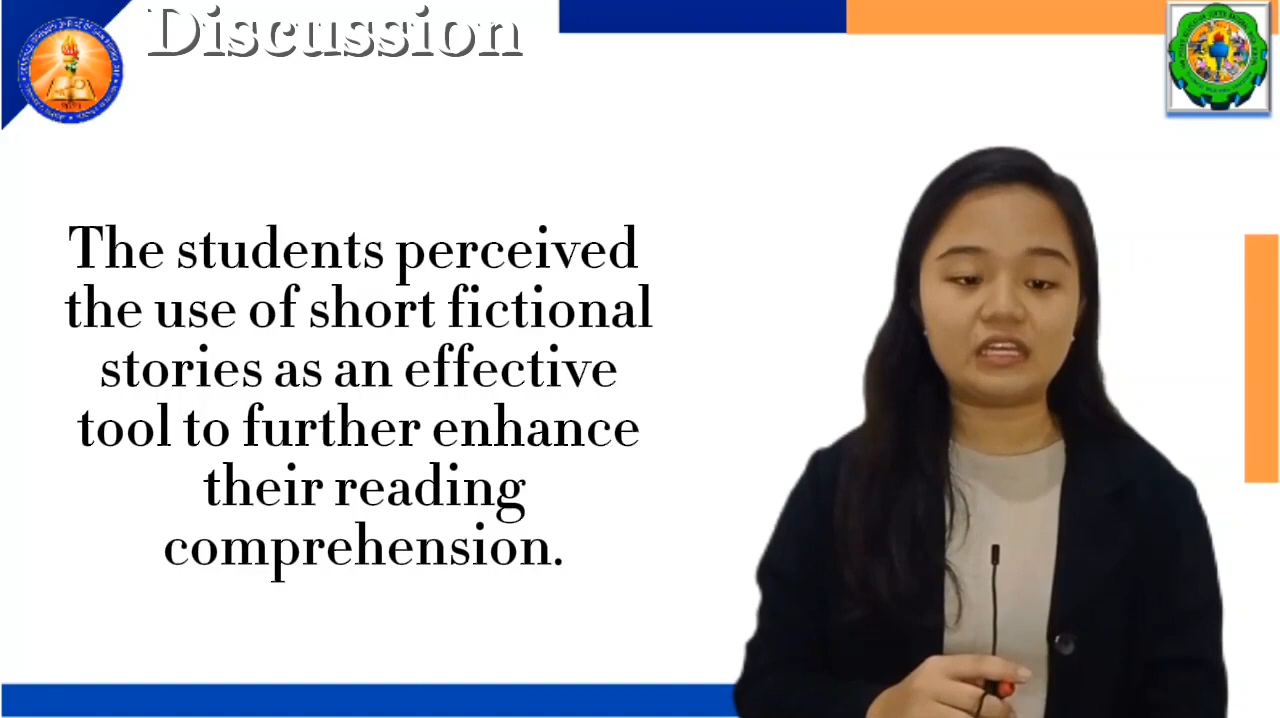 Discussion
The students perceived
the use of short fictional
stories as an effective
tool to further enhance
their reading
comprehension.